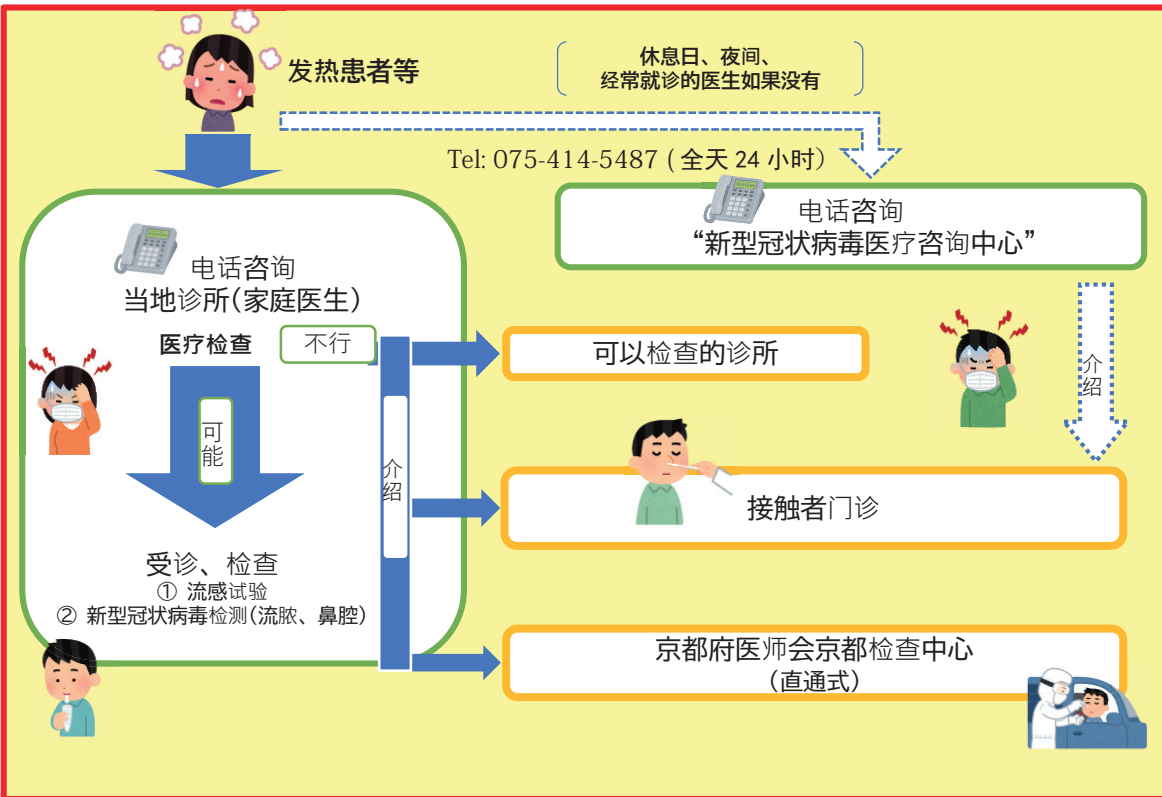 发热患者等
休息日、夜间、
经常就诊的医生如果没有
Tel: 075-414-5487 ( 全天 24 小时）
电话咨询
“新型冠状病毒医疗咨询中心”
电话咨询
当地诊所(家庭医生)
医疗检查
不行
可能
介绍
受诊、检查
① 流感试验
② 新型冠状病毒检测(流脓、鼻腔)
可以检查的诊所
介绍
接触者门诊
京都府医师会京都检查中心
(直通式)